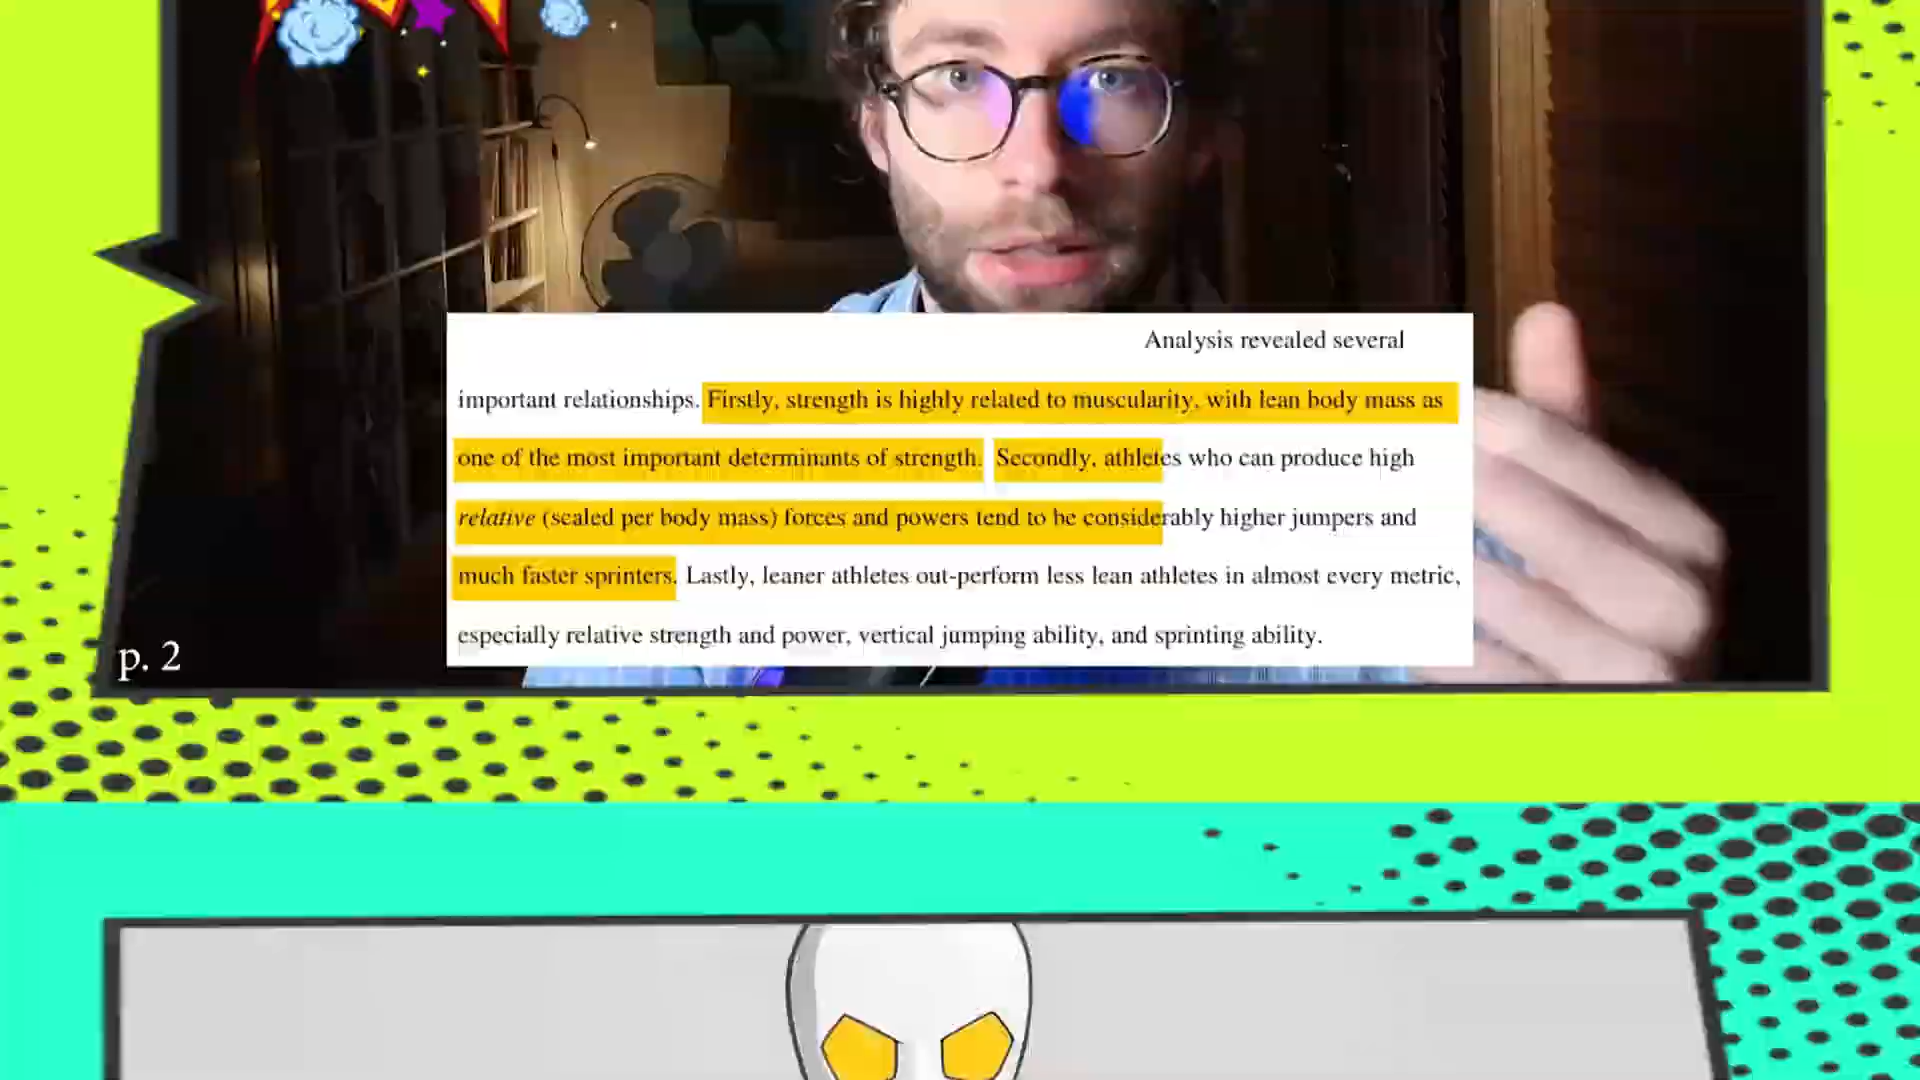 Analysis revealed several
important relationships. Firstly, strength is highly related to muscularity, with lean body mass as
one of the most important determinants of strength. Secondly, athletes who can produce high
relative (scaled per body mass) forces and powers tend to be considerably higher jumpers and
much faster sprinters. Lastly, leaner athletes out-perform less lean athletes in almost every metric,
especially relative strength and power, vertical jumping ability, and sprinting ability.
p. 2